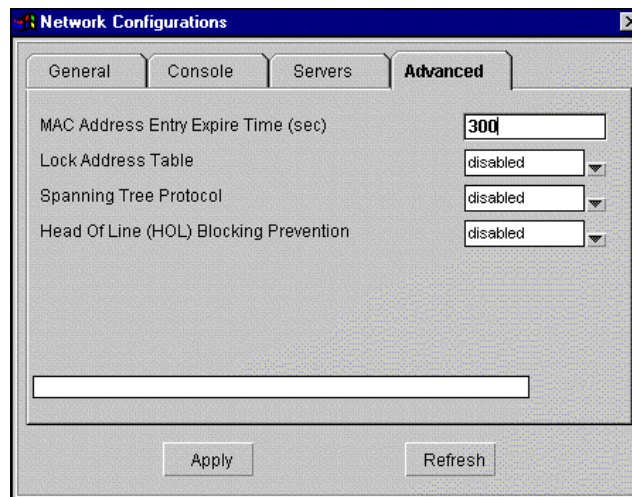 Network Configurations
General Console Servers Advanced
MAC Address Entry Expire Time (sec) 300
Lock Address Table disabled
Spanning Tree Protocol disabled
Head Of Line (HOL) Blocking Prevention disabled
Apply Refresh